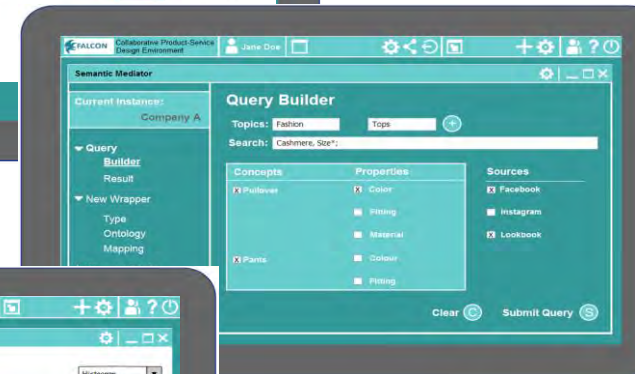 FALCON Collaborative Product-Service
Design Environment
Jane Doe
Semantic Mediator
Current Instance:
Company A
Query
Builder
Result
New Wrapper
Type
Ontology
Mapping
Query Builder
Topics: Fashion Tops
Search: Cashmere, Size*;
Concepts Properties Sources
X Pullover X Color X Facebook
Fitting Instagram
Material X Lookbook
X Pants Colour
Fitting
Clear C Submit Query S
Histogram